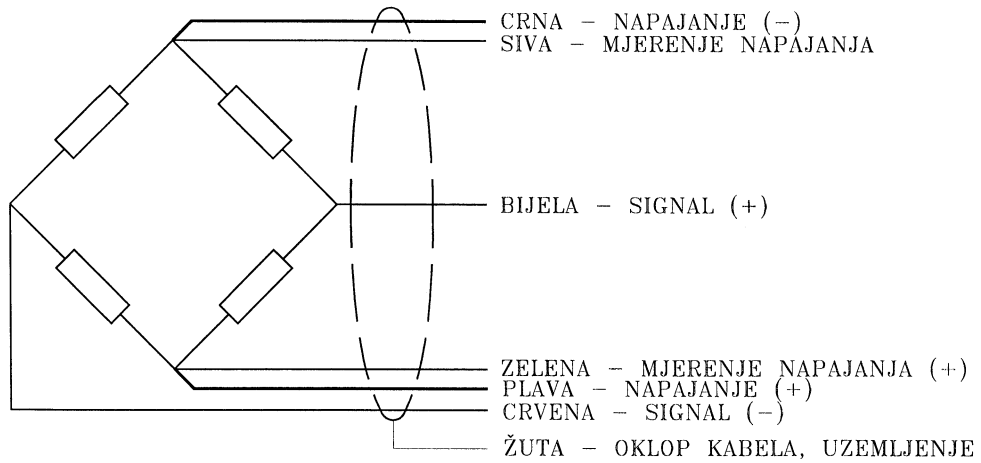 CRNA – NAPAJANJE (–)
SIVA – MJERENJE NAPAJANJA
BIJELA – SIGNAL (+)
ZELENA – MJERENJE NAPAJANJA (+)
PLAVA – NAPAJANJE (+)
CRVENA – SIGNAL (–)
ŽUTA – OKLOP KABELA, UZEMLJENJE